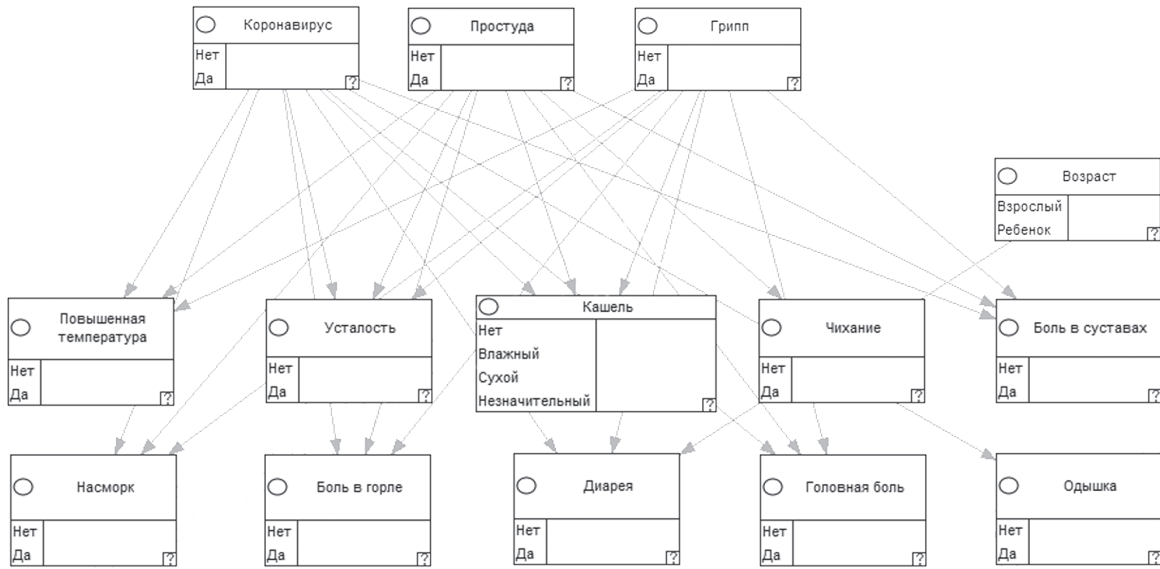 Коронавирус
Нет
Да
?
Простуда
Нет
Да
?
Грипп
Нет
Да
?
Возраст
Взрослый
Ребенок
?
Повышенная
температура
Нет
Да
?
Усталость
Нет
Да
?
Кашель
Нет
Влажный
Сухой
Незначительный
?
Чихание
Нет
Да
?
Боль в суставах
Нет
Да
?
Насморк
Нет
Да
?
Боль в горле
Нет
Да
?
Диарея
Нет
Да
?
Головная боль
Нет
Да
?
Одышка
Нет
Да
?